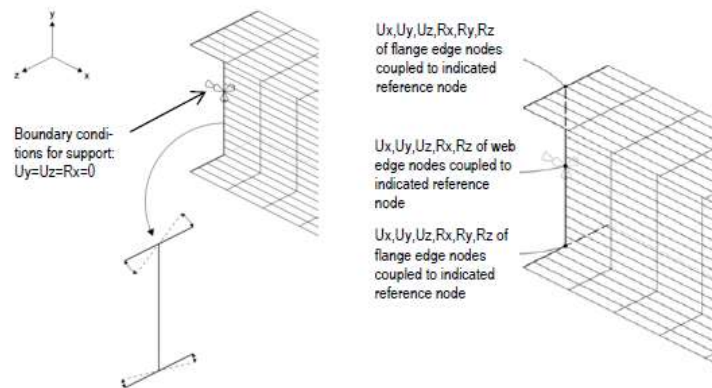 y
z
x
Boundary condi-
tions for support:
Uy=Uz=Rx=0
Ux,Uy,Uz,Rx,Ry,Rz
of flange edge nodes
coupled to indicated
reference node
Ux,Uy,Uz,Rx,Rz of web
edge nodes coupled to
indicated reference
node
Ux,Uy,Uz,Rx,Ry,Rz of
flange edge nodes
coupled to indicated
reference node